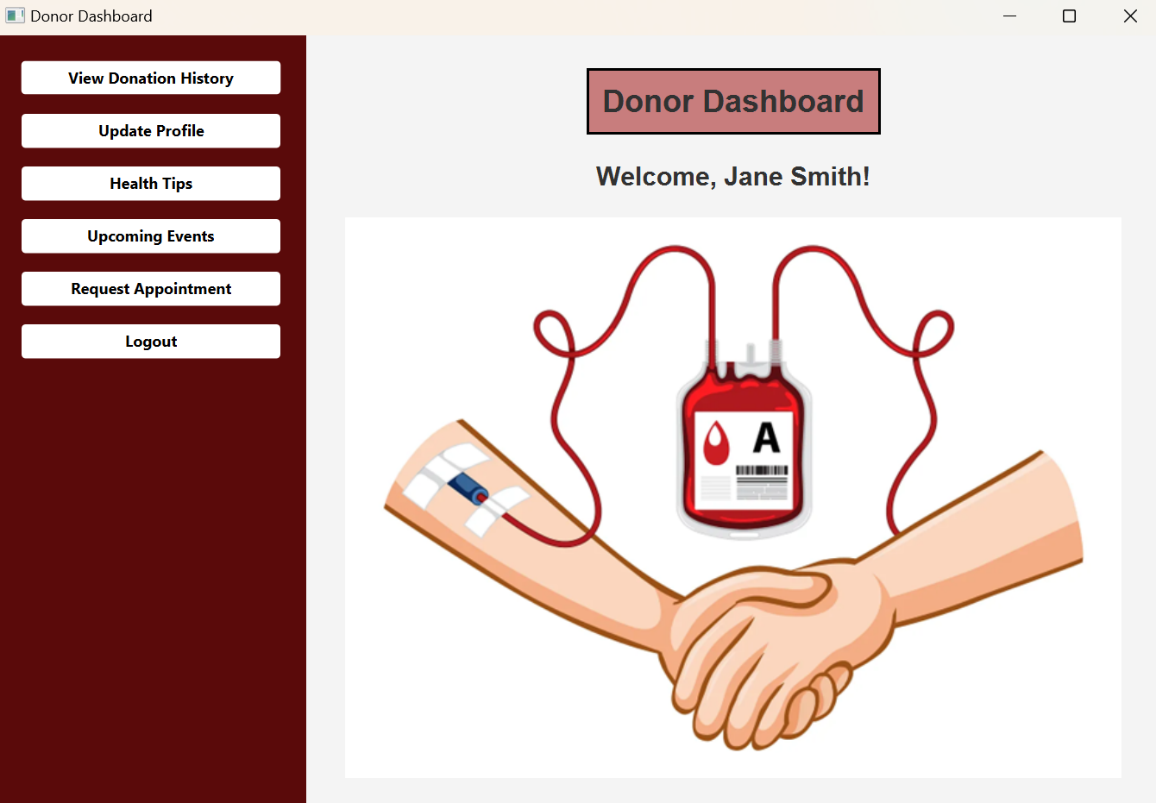 Donor Dashboard
View Donation History
Update Profile
Health Tips
Upcoming Events
Request Appointment
Logout
Donor Dashboard
Welcome, Jane Smith!
A